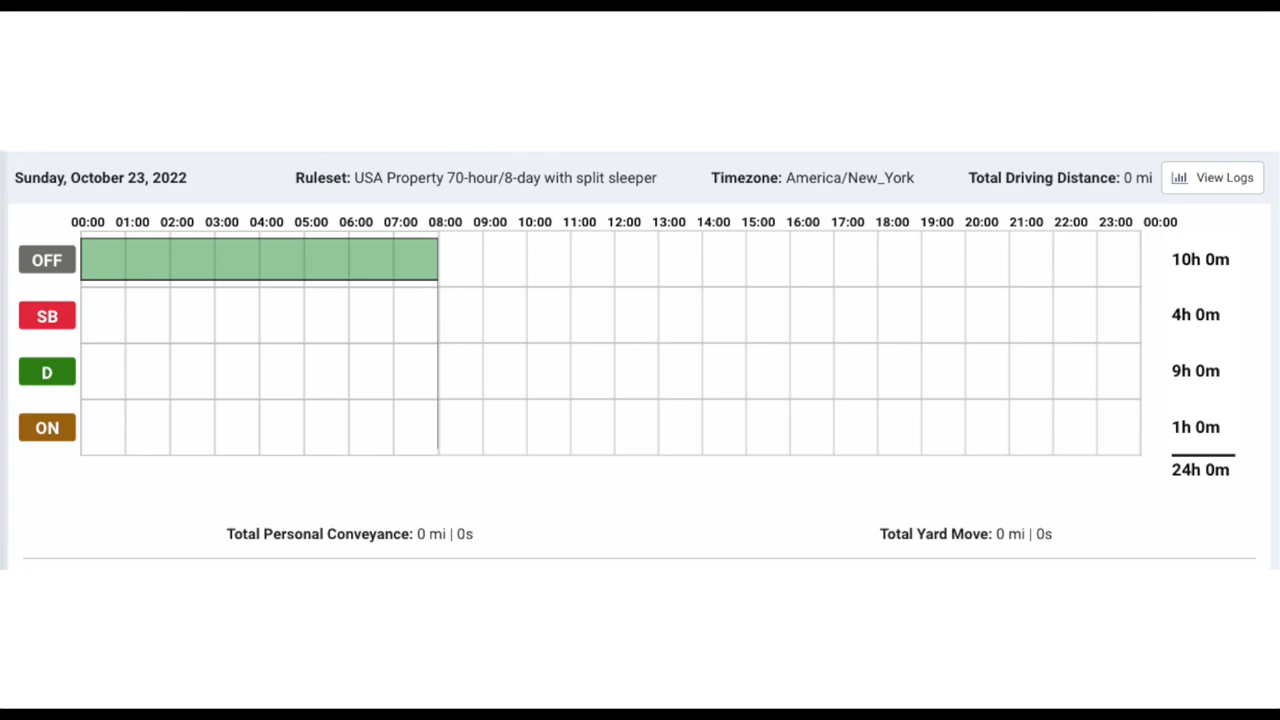 Sunday, October 23, 2022 Ruleset: USA Property 70-hour/8-day with split sleeper Timezone: America/New_York Total Driving Distance: 0 mi View Logs
00:00 01:00 02:00 03:00 04:00 05:00 06:00 07:00 08:00 09:00 10:00 11:00 12:00 13:00 14:00 15:00 16:00 17:00 18:00 19:00 20:00 21:00 22:00 23:00 00:00
OFF 10h 0m
SB 4h 0m
D 9h 0m
ON 1h 0m
24h 0m
Total Personal Conveyance: 0 mi | 0s Total Yard Move: 0 mi | 0s